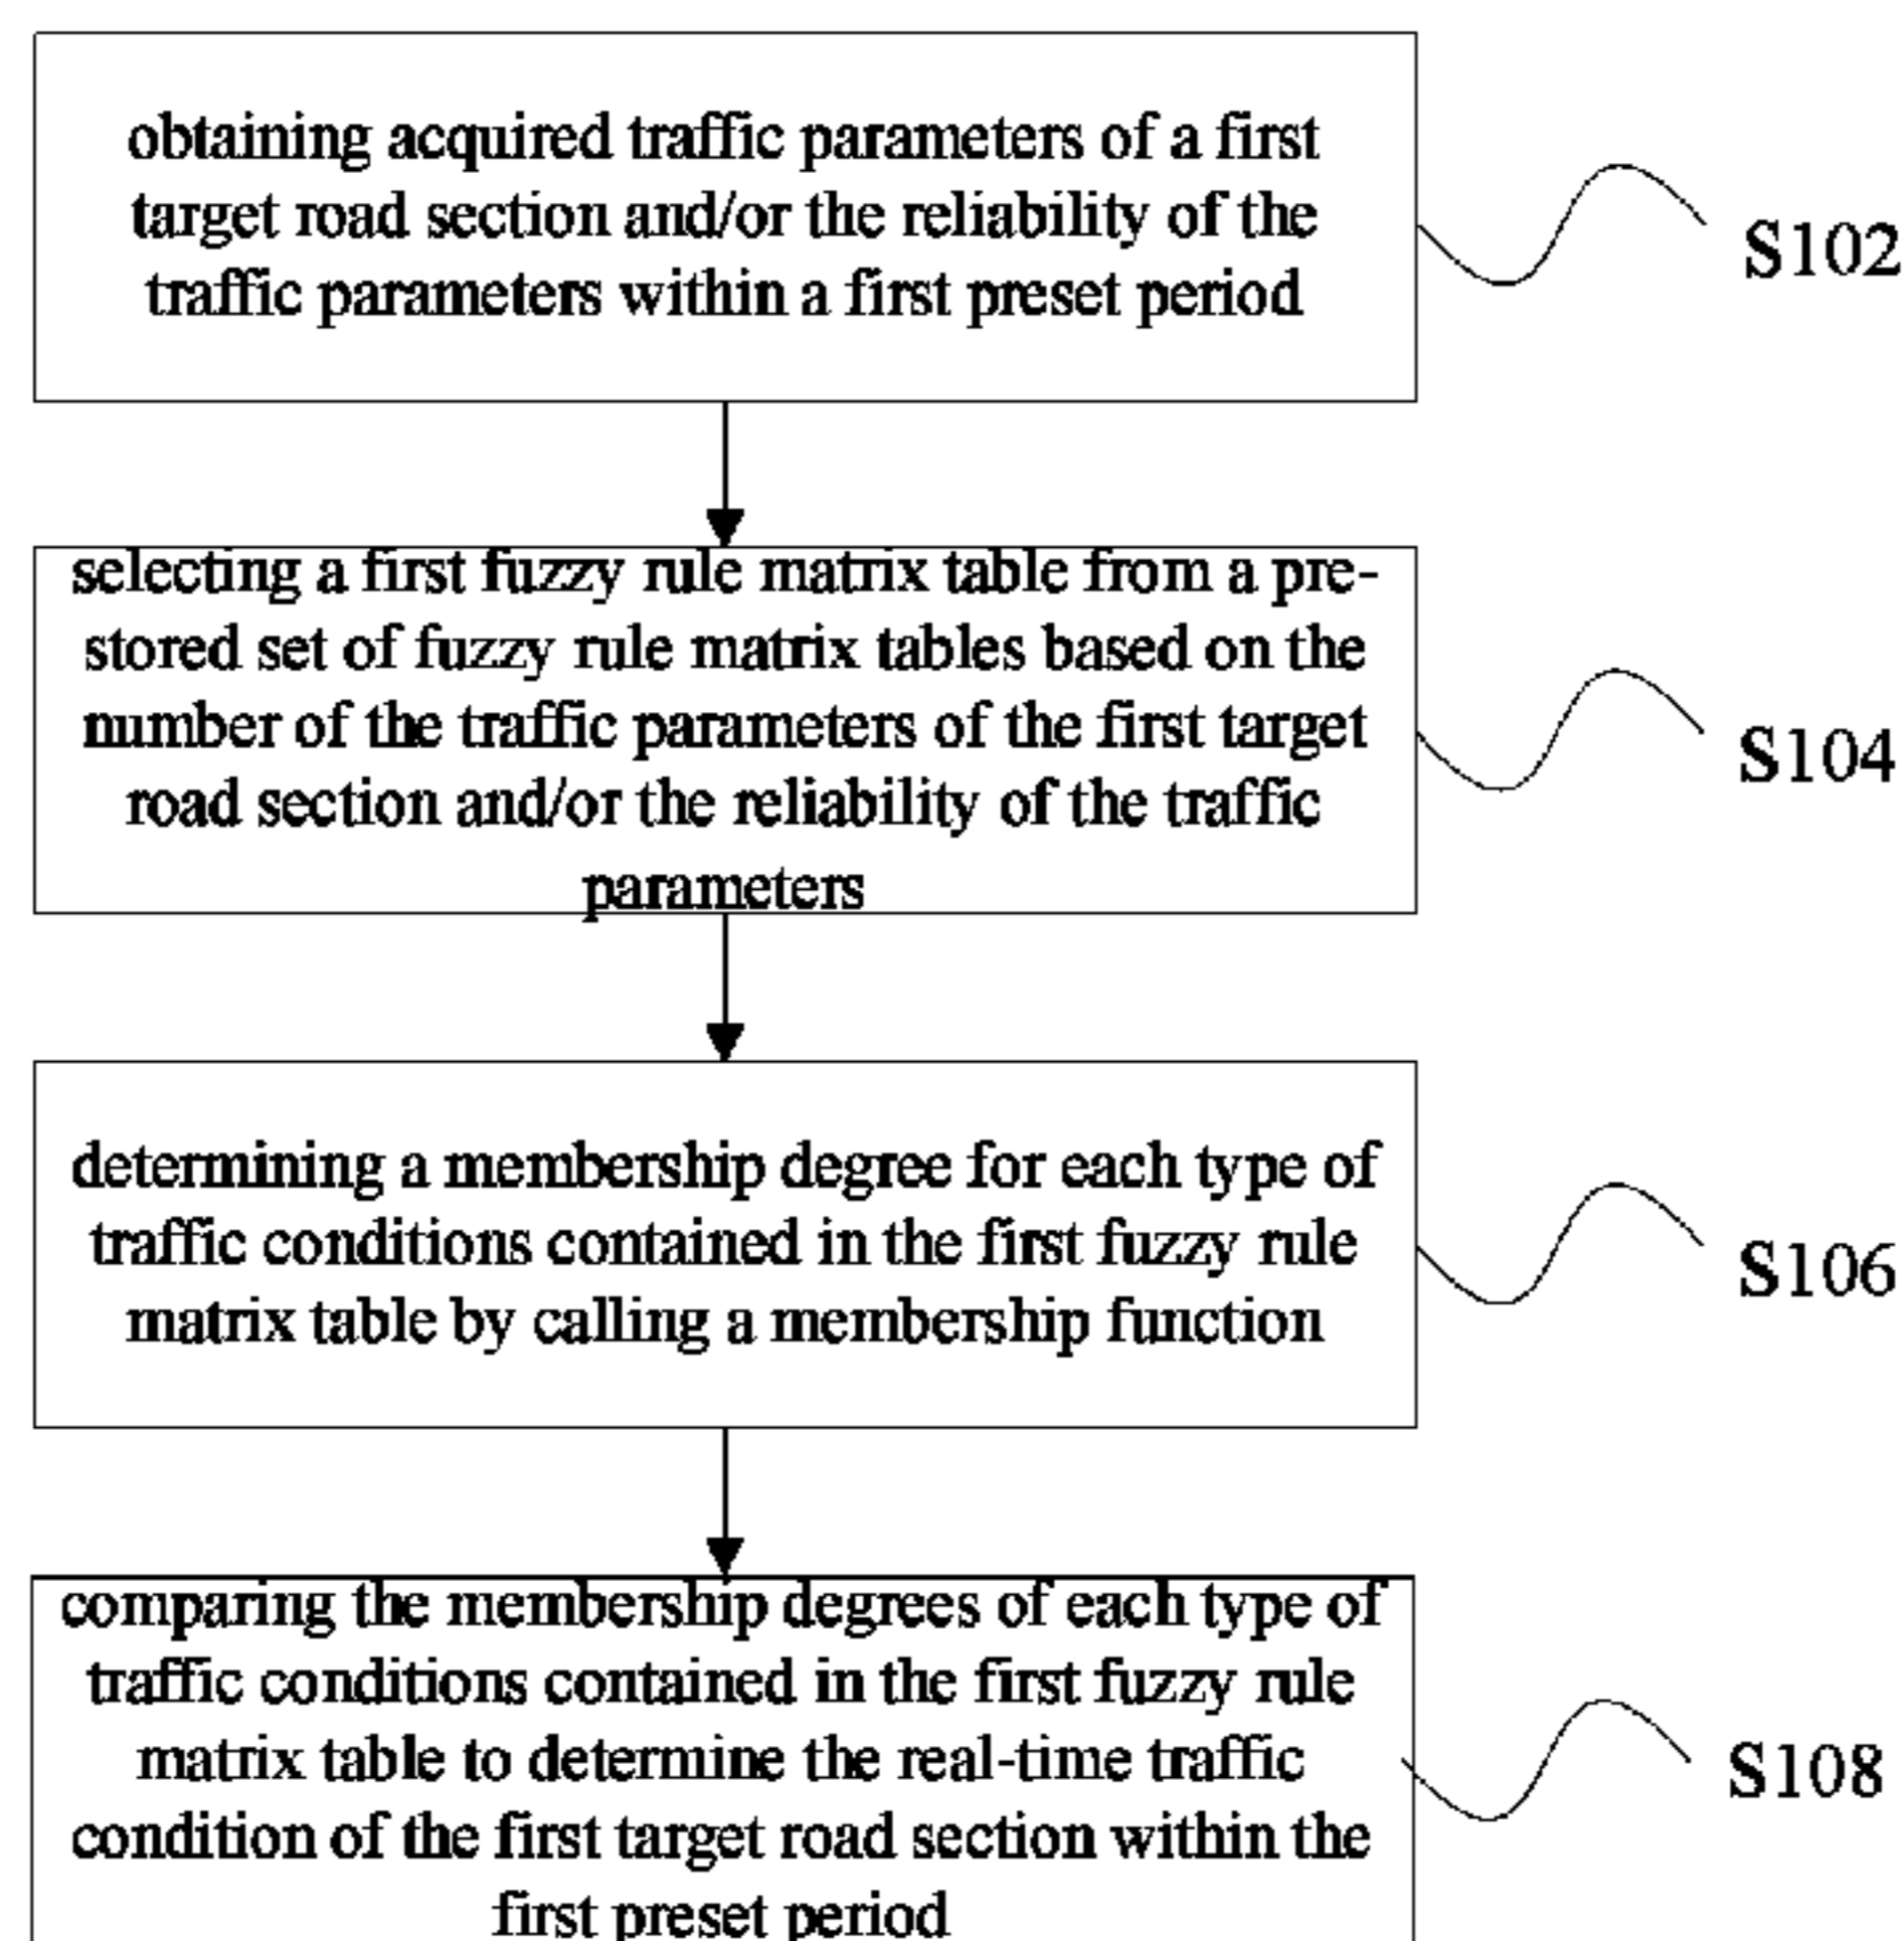 obtaining acquired traffic parameters of a first
target road section and/or the reliability of the
traffic parameters within a first preset period
S102
selecting a first fuzzy rule matrix table from a pre-
stored set of fuzzy rule matrix tables based on the
number of the traffic parameters of the first target
road section and/or the reliability of the traffic
parameters
S104
determining a membership degree for each type of
traffic conditions contained in the first fuzzy rule
matrix table by calling a membership function
S106
comparing the membership degrees of each type of
traffic conditions contained in the first fuzzy rule
matrix table to determine the real-time traffic
condition of the first target road section within the
first preset period
S108